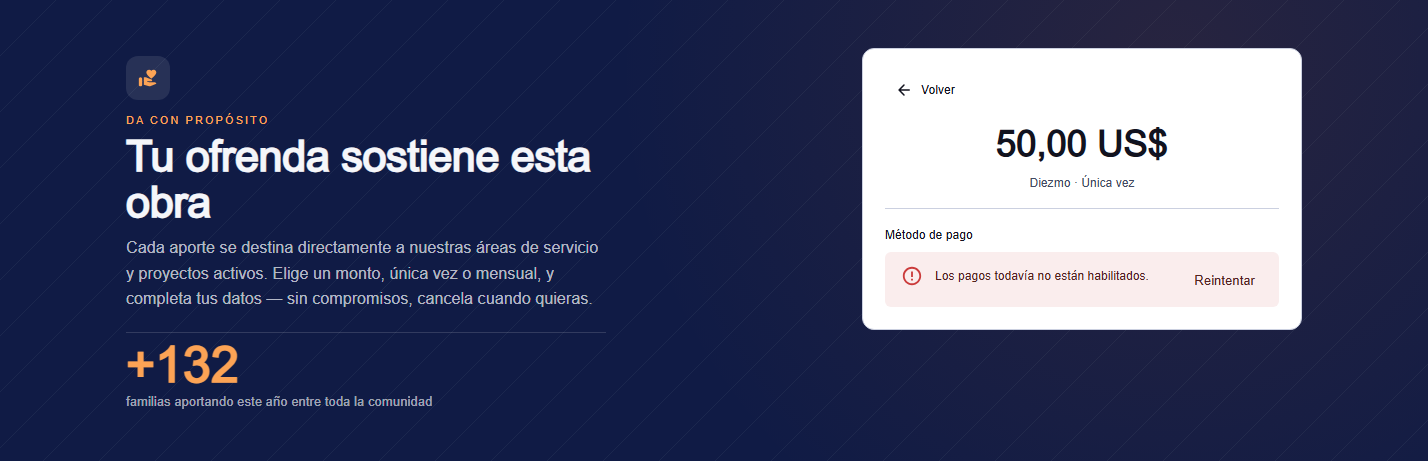 DA CON PROPÓSITO
Tu ofrenda sostiene esta
obra
Cada aporte se destina directamente a nuestras áreas de servicio
y proyectos activos. Elige un monto, única vez o mensual, y
completa tus datos — sin compromisos, cancela cuando quieras.
+132
familias aportando este año entre toda la comunidad
Volver
50,00 US$
Diezmo · Única vez
Método de pago
Los pagos todavía no están habilitados.
Reintentar